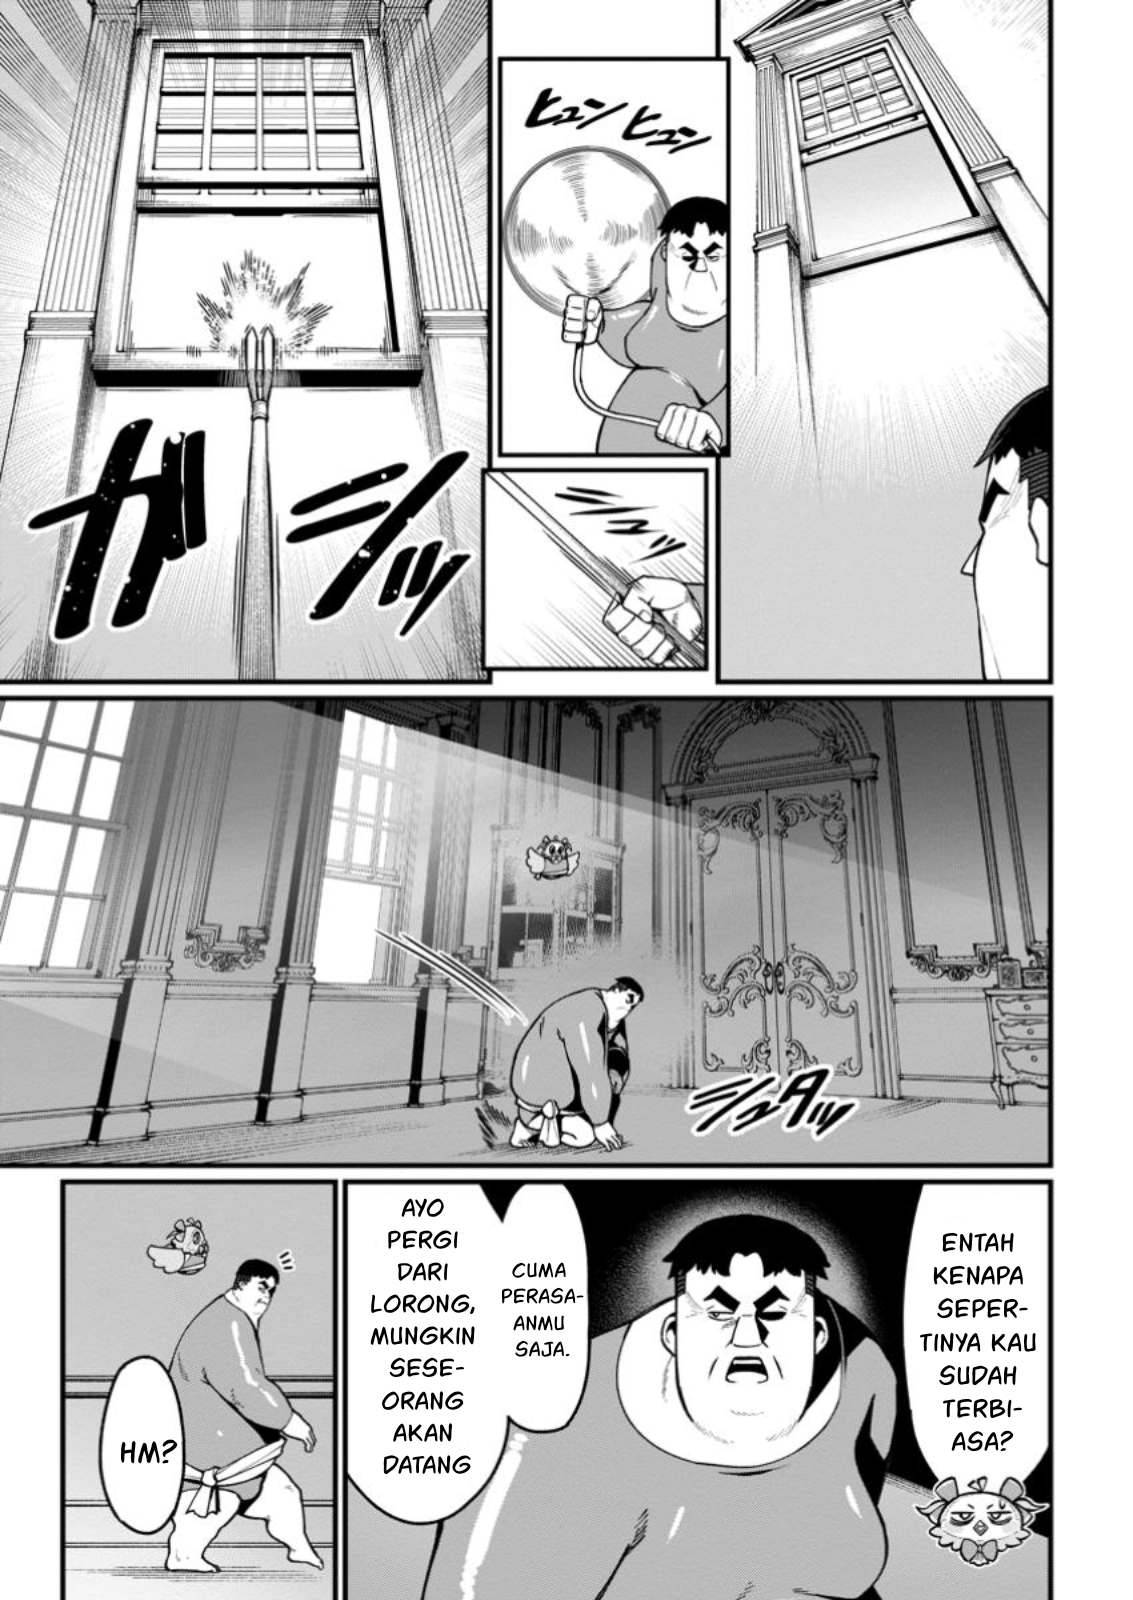 ヒュン ヒュン
ギュッ
ガシッ
シュタッ
ENTAH
KENAPA
SEPER-
TINYA KAU
SUDAH
TERBI-
ASA?
CUMA
PERASA-
ANMU
SAJA.
AYO
PERGI
DARI
LORONG,
MUNGKIN
SESE-
ORANG
AKAN
DATANG
HM?